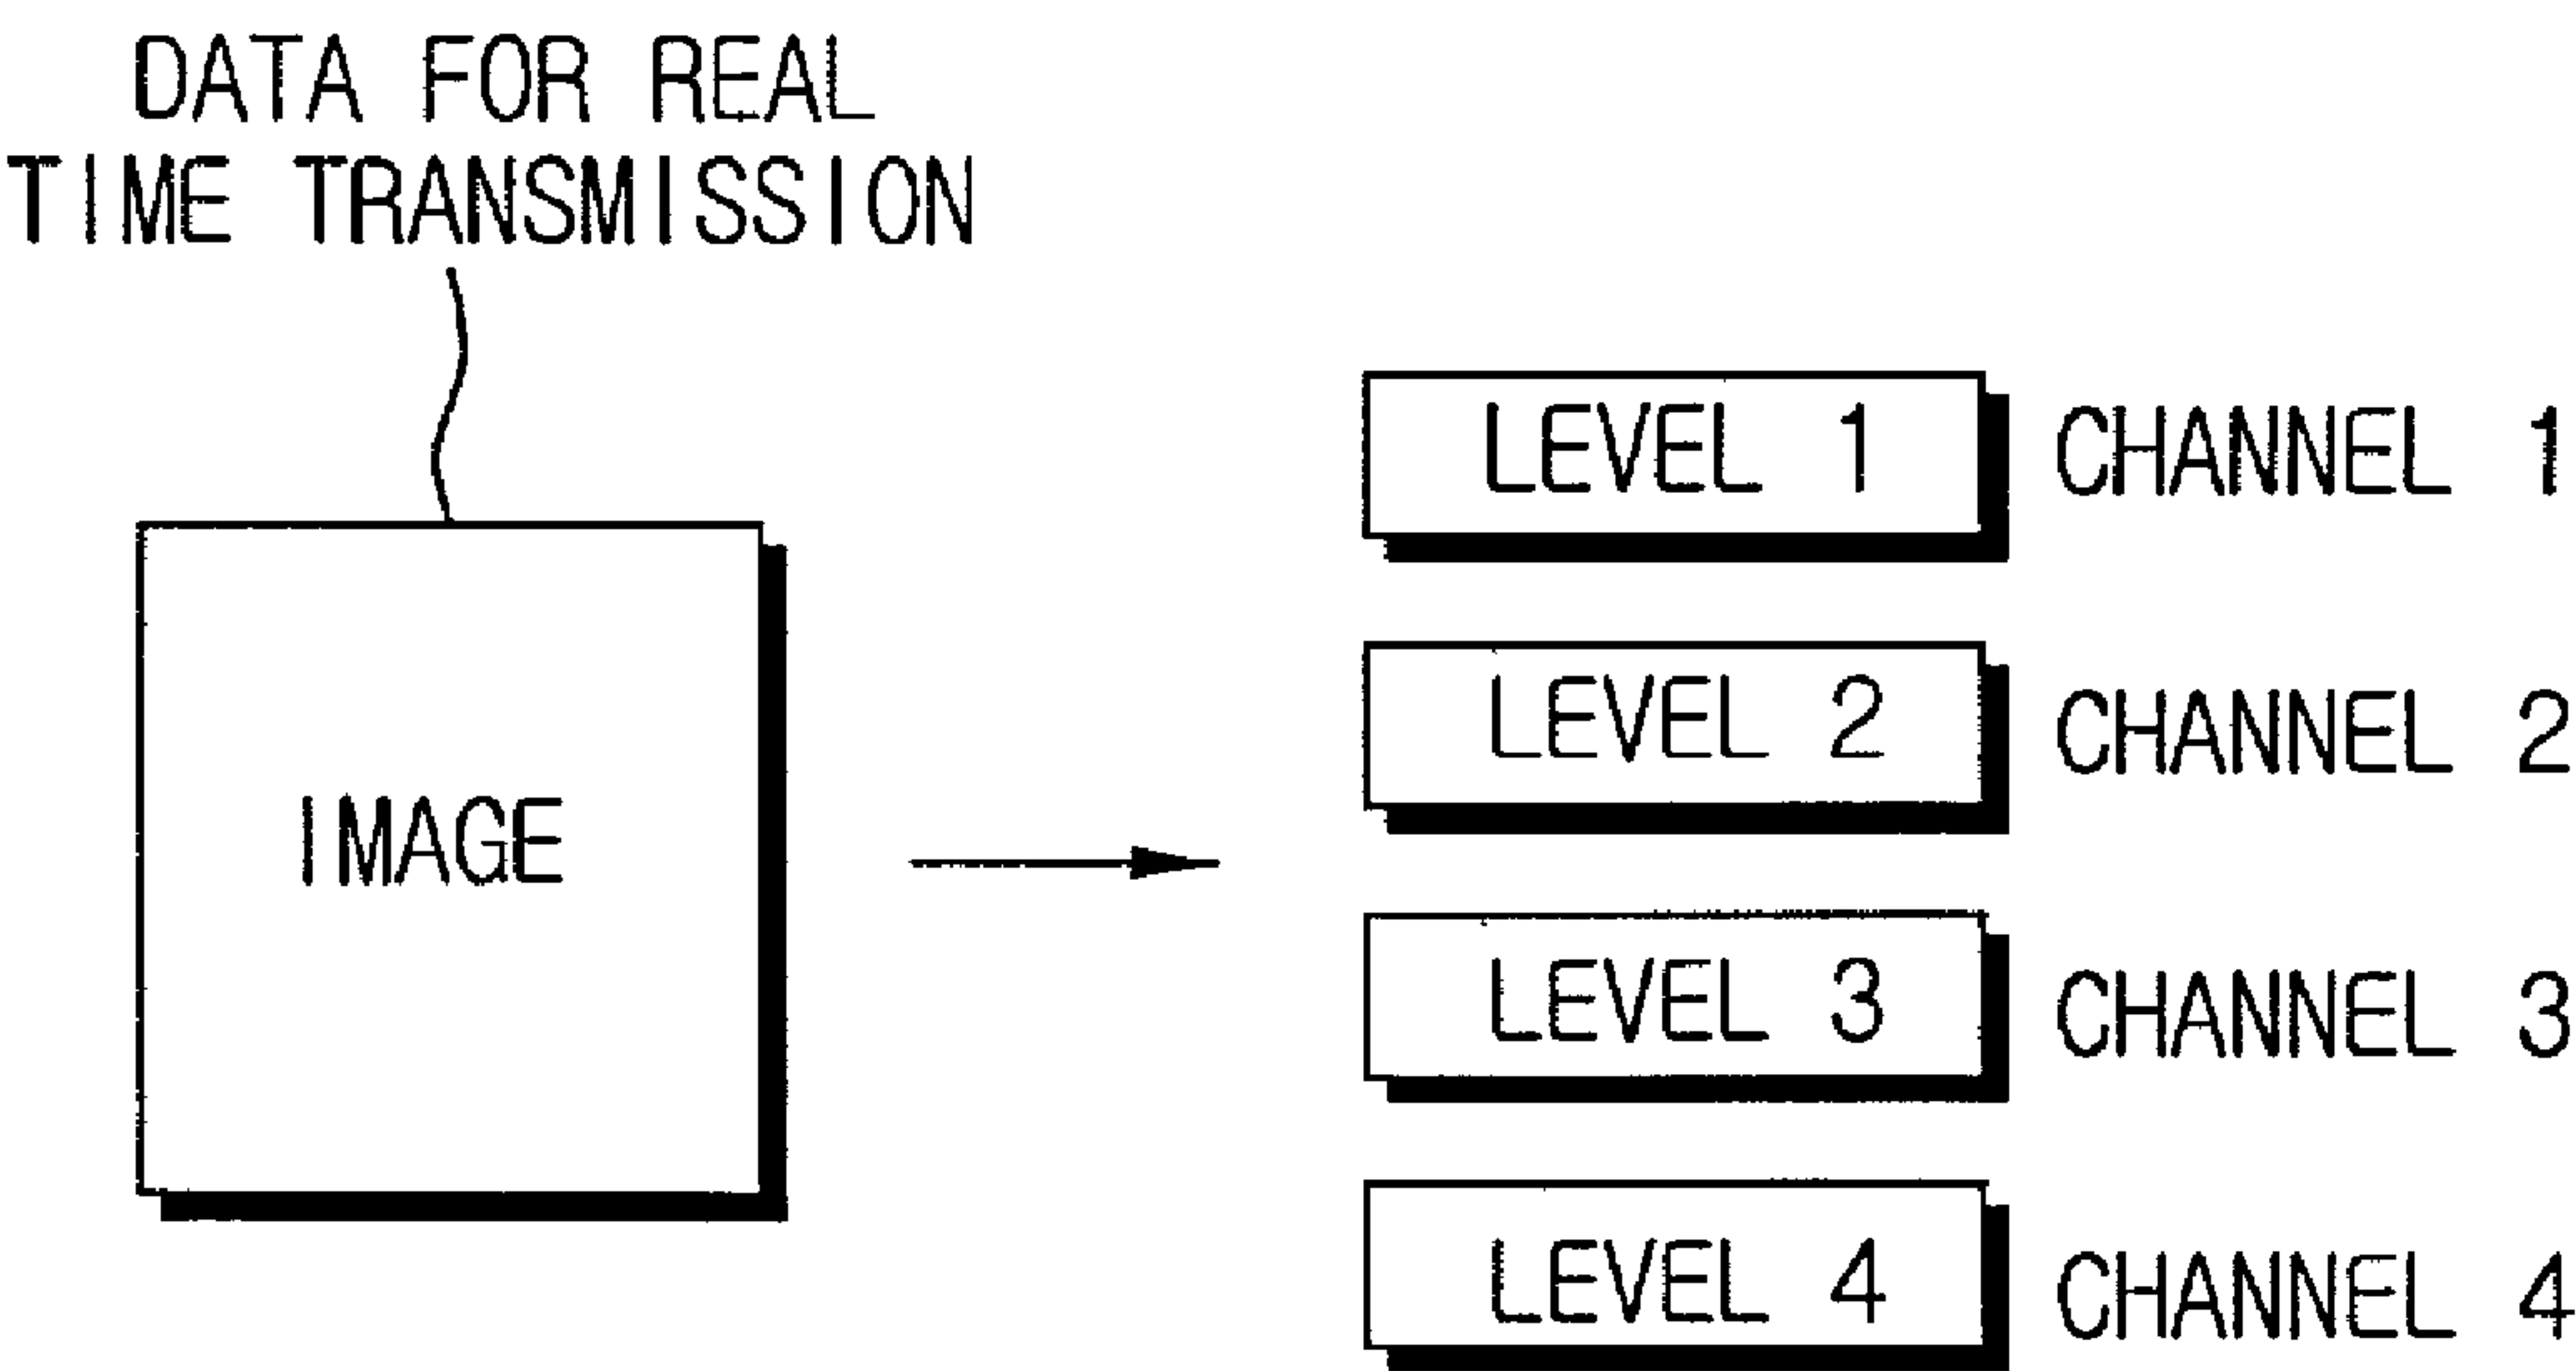 DATA FOR REAL
TIME TRANSMISSION
IMAGE
LEVEL 1 CHANNEL 1
LEVEL 2 CHANNEL 2
LEVEL 3 CHANNEL 3
LEVEL 4 CHANNEL 4